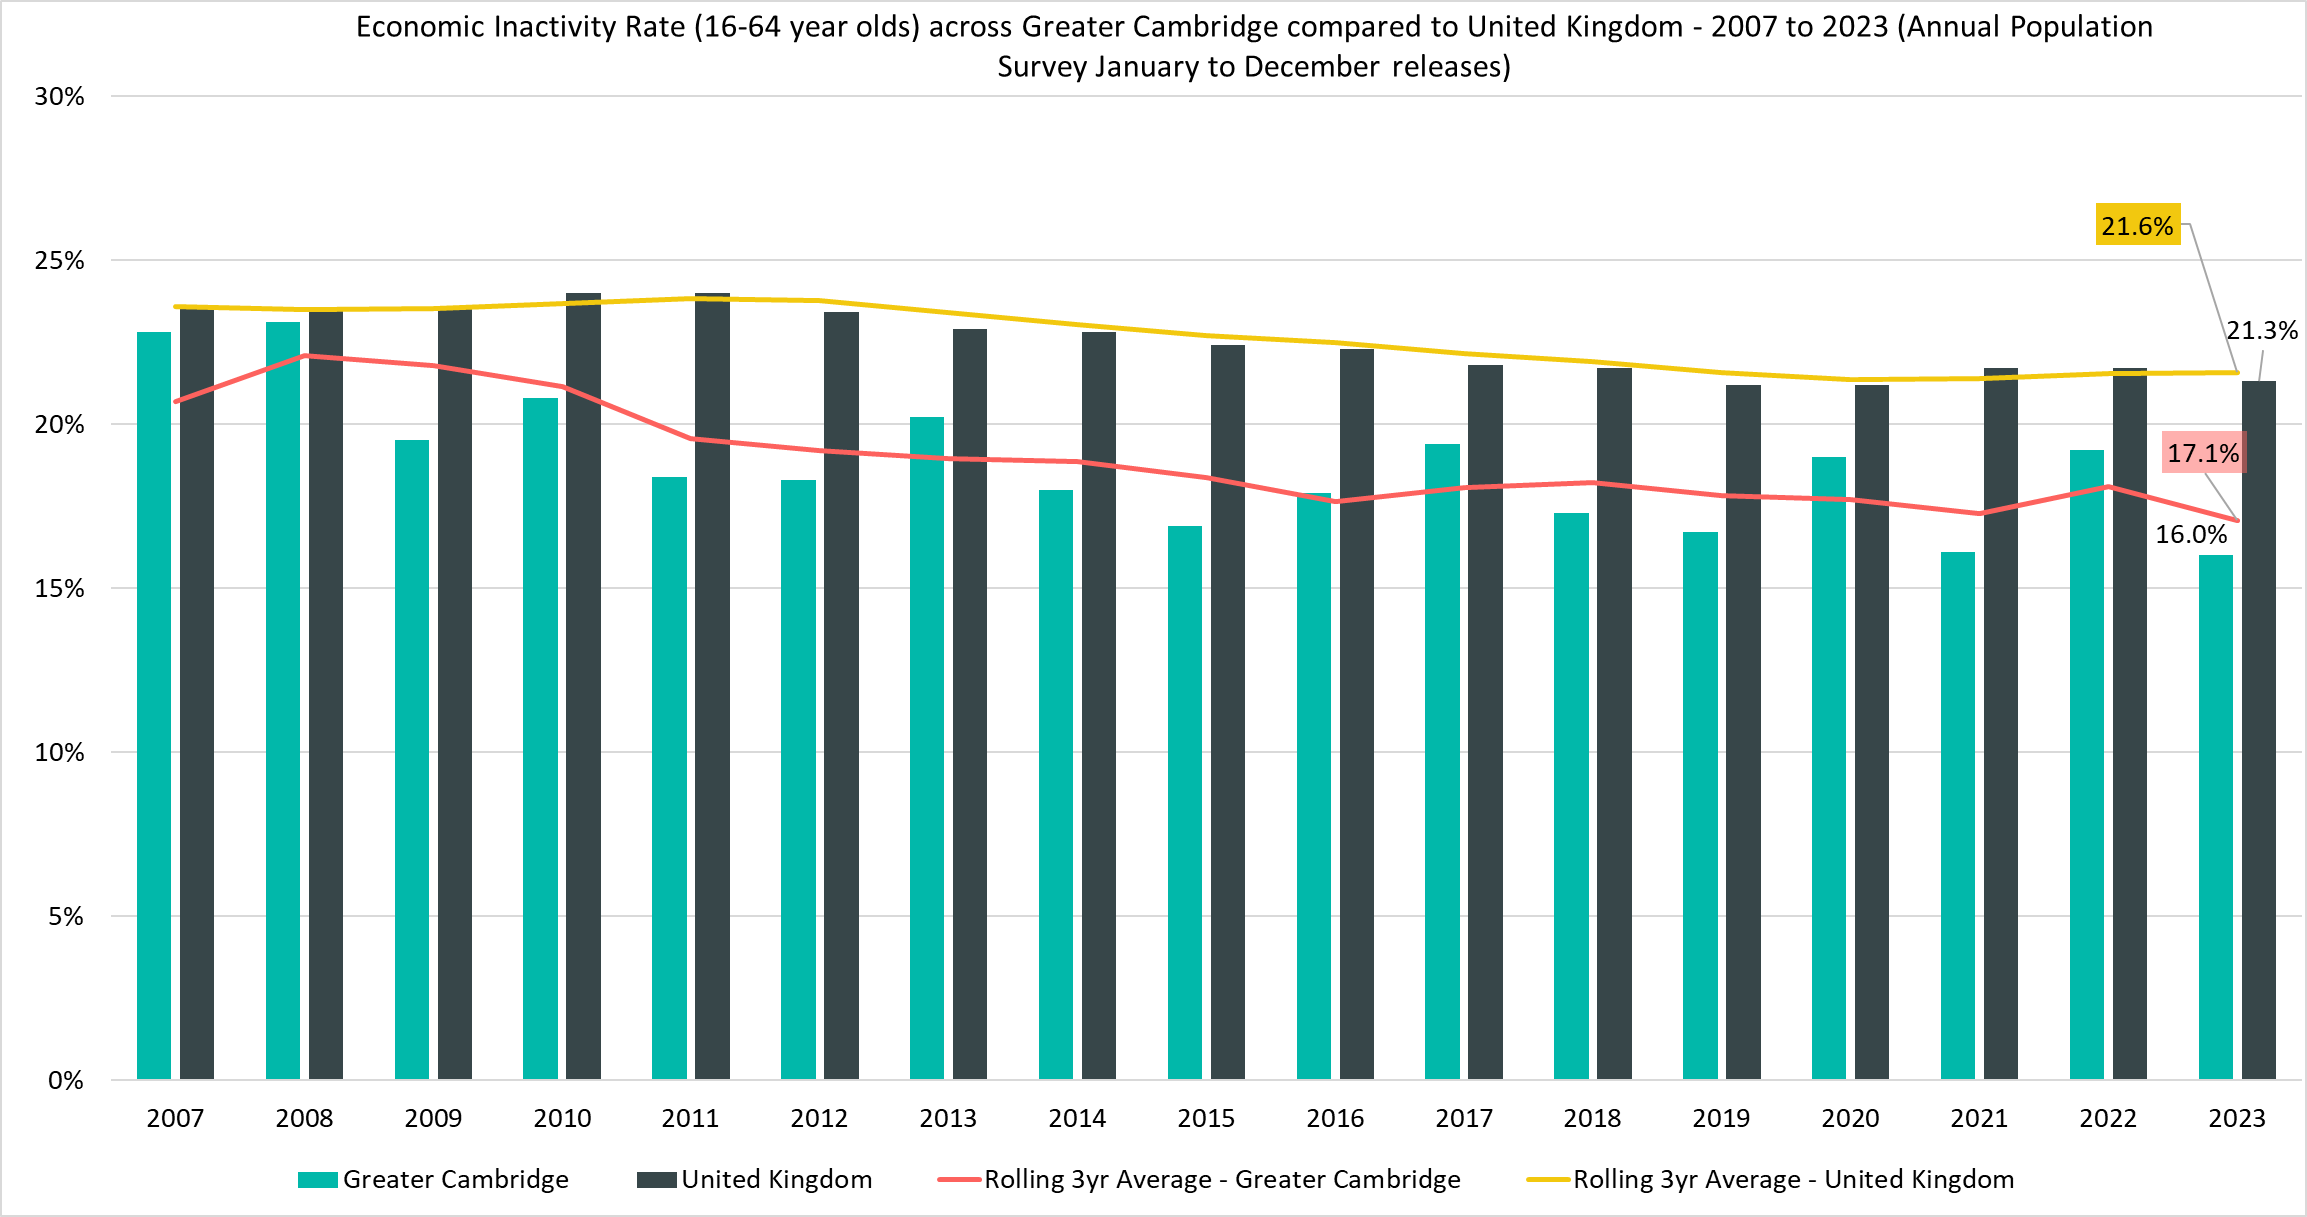 Economic Inactivity Rate (16-64 year olds) across Greater Cambridge compared to United Kingdom - 2007 to 2023 (Annual Population
Survey January to December releases)
30%
25%
20%
15%
10%
5%
0%
21.6%
21.3%
17.1%
16.0%
2007 2008 2009 2010 2011 2012 2013 2014 2015 2016 2017 2018 2019 2020 2021 2022 2023
Greater Cambridge United Kingdom Rolling 3yr Average - Greater Cambridge Rolling 3yr Average - United Kingdom